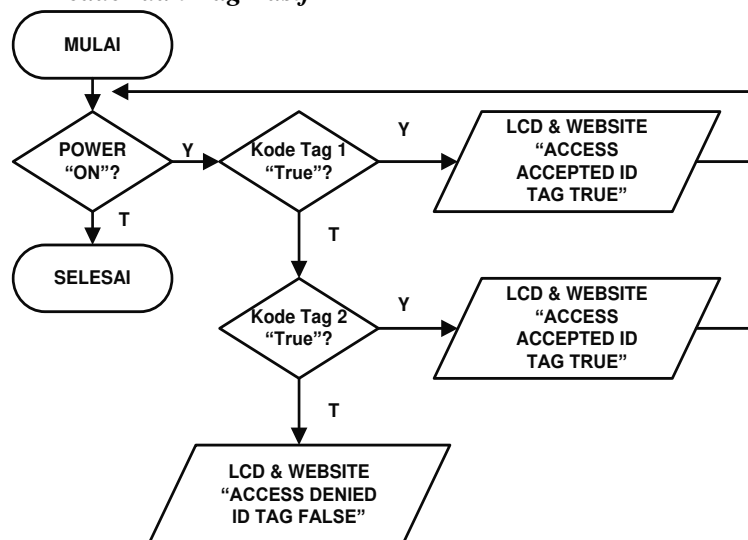 MULAI
POWER
“ON”?
Y
T
SELESAI
Kode Tag 1
“True”?
Y
T
LCD & WEBSITE
“ACCESS
ACCEPTED ID
TAG TRUE”
Kode Tag 2
“True”?
Y
T
LCD & WEBSITE
“ACCESS
ACCEPTED ID
TAG TRUE”
LCD & WEBSITE
“ACCESS DENIED
ID TAG FALSE”